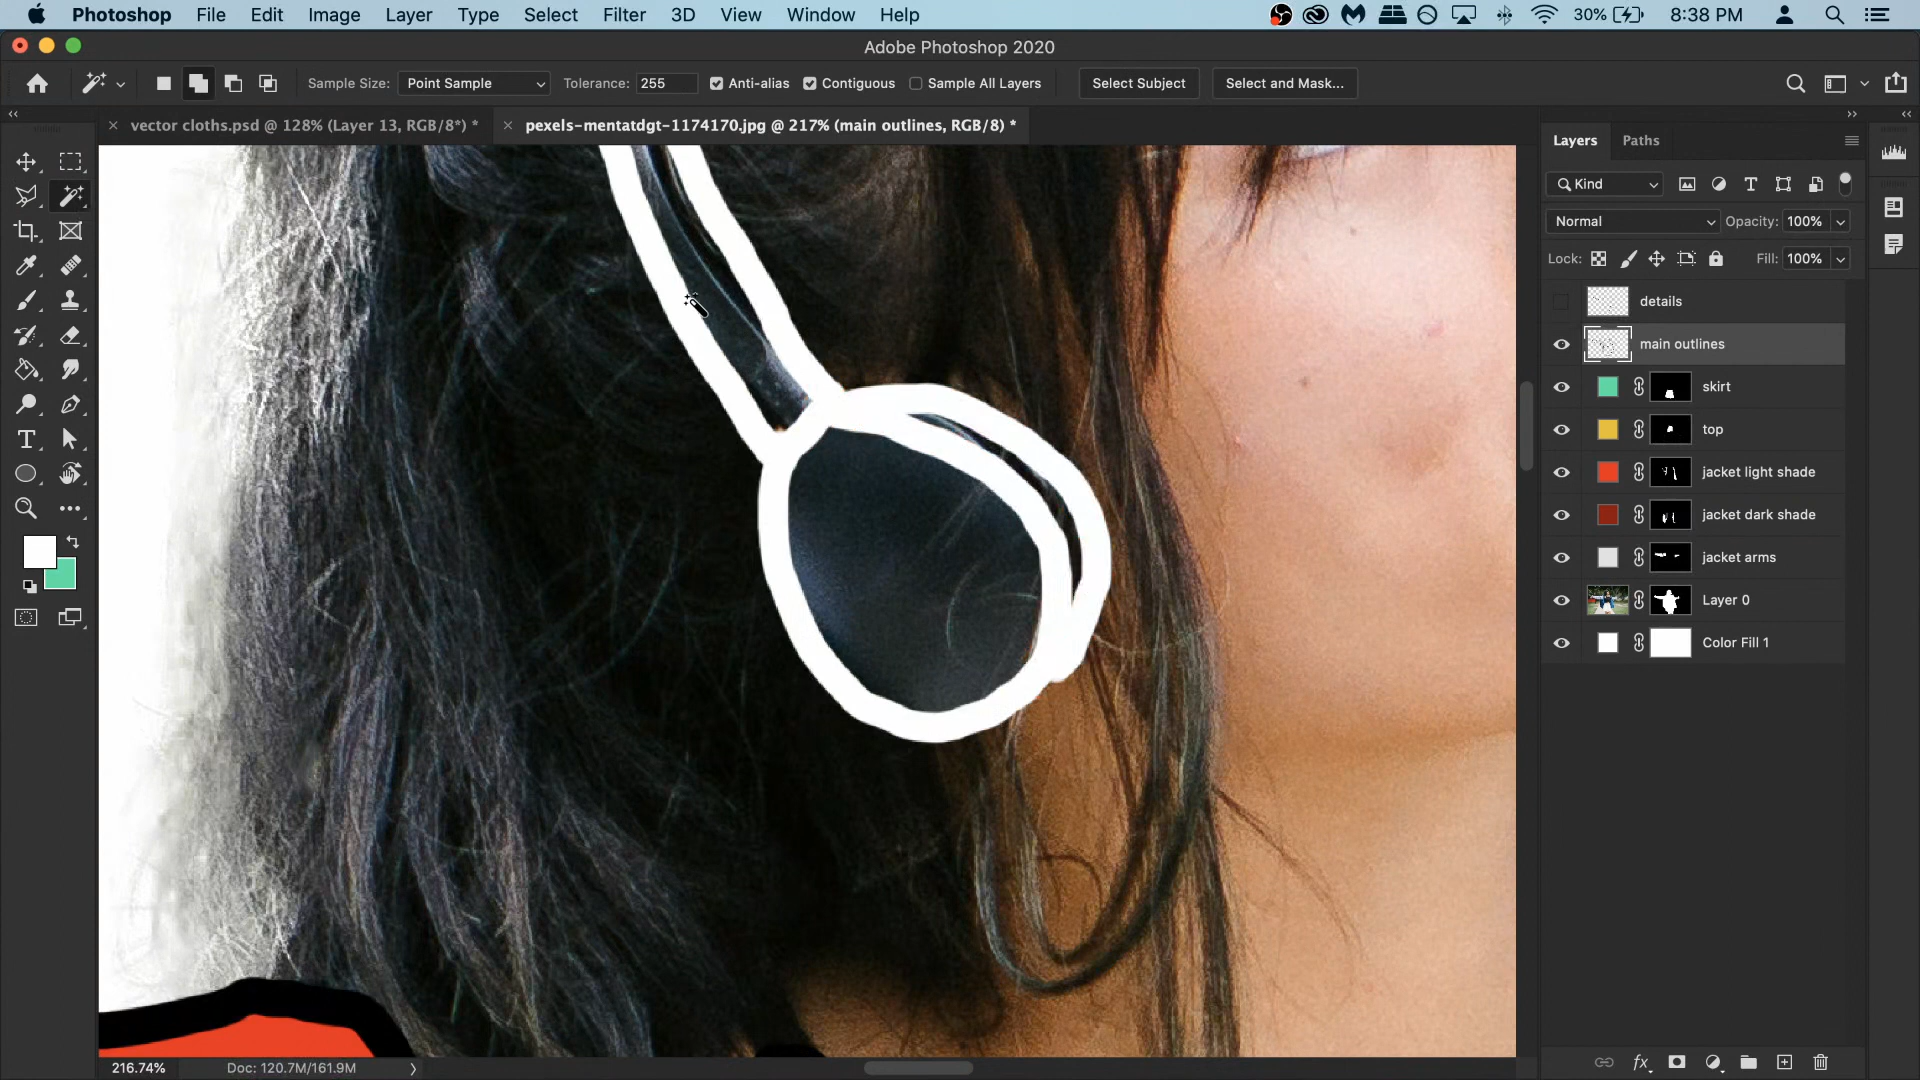 Photoshop File Edit Image Layer Type Select Filter 3D View Window Help 30% 8:38 PM
Adobe Photoshop 2020
Sample Size: Point Sample Tolerance: 255 Anti-alias Contiguous Sample All Layers Select Subject Select and Mask...
vector cloths.psd @ 128% (Layer 13, RGB/8*) * pexels-mentatdgt-1174170.jpg @ 217% (main outlines, RGB/8) *
Layers Paths
Kind
Normal Opacity: 100%
Lock: Fill: 100%
details
main outlines
skirt
top
jacket light shade
jacket dark shade
jacket arms
Layer 0
Color Fill 1
216.74% Doc: 120.7M/161.9M